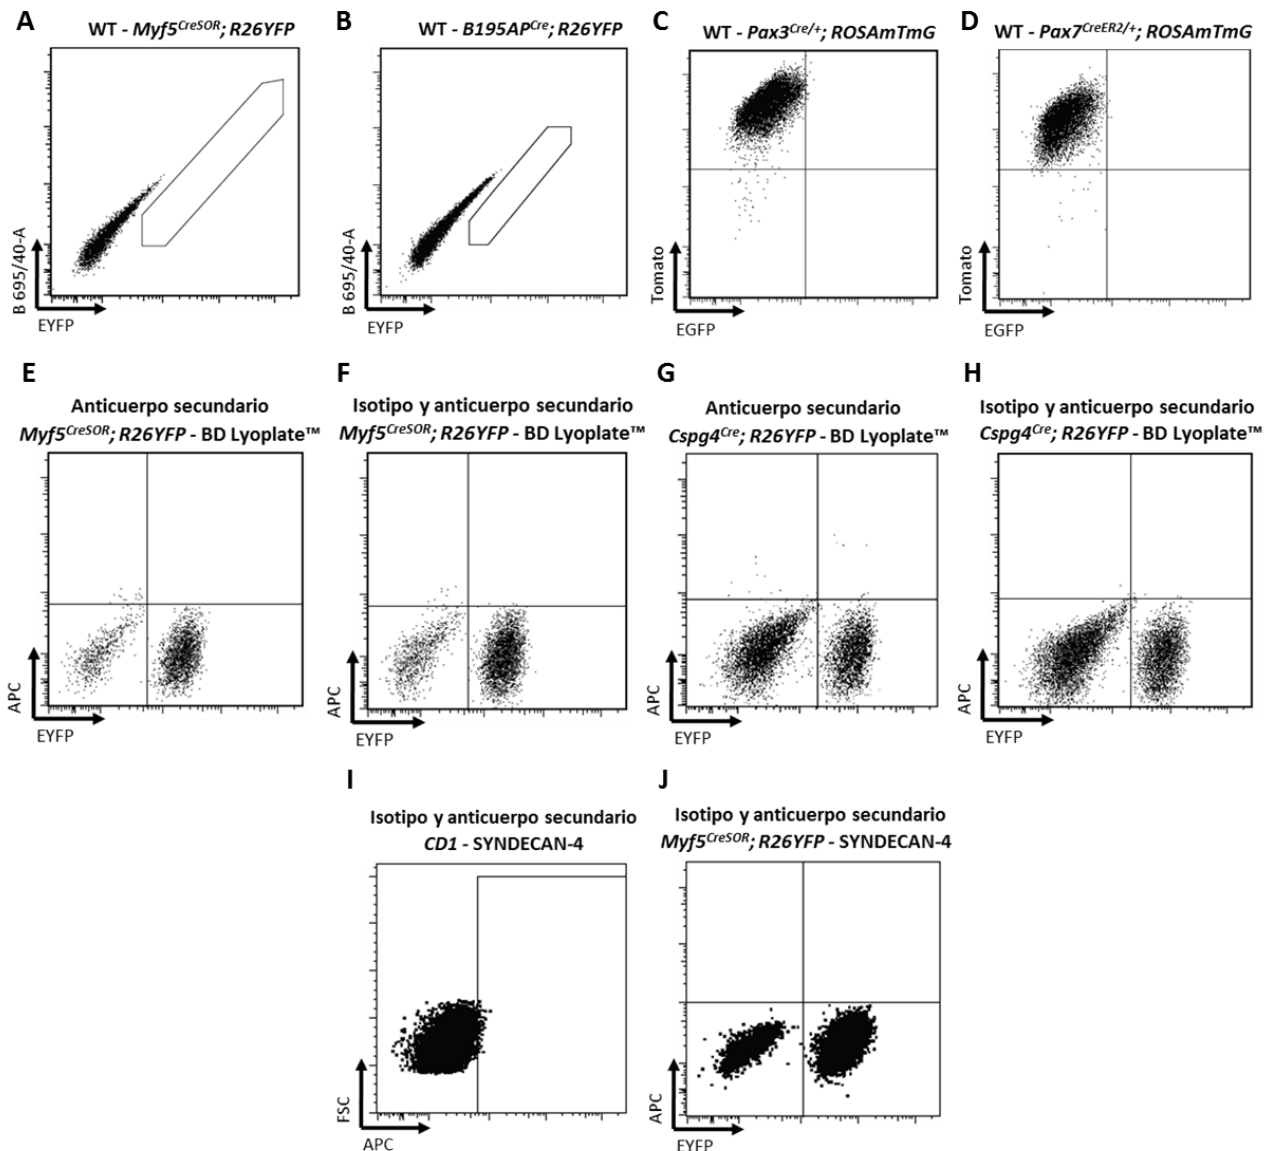 A
WT - Myf5CreSOR; R26YFP
B 695/40-A
EYFP
B
WT - B195APCre; R26YFP
B 695/40-A
EYFP
C
WT - Pax3Cre/+; ROSAmTmG
Tomato
EGFP
D
WT - Pax7CreER2/+; ROSAmTmG
Tomato
EGFP
E
Anticuerpo secundario
Myf5CreSOR; R26YFP - BD Lyoplate™
APC
EYFP
F
Isotipo y anticuerpo secundario
Myf5CreSOR; R26YFP - BD Lyoplate™
APC
EYFP
G
Anticuerpo secundario
Cspg4Cre; R26YFP - BD Lyoplate™
APC
EYFP
H
Isotipo y anticuerpo secundario
Cspg4Cre; R26YFP - BD Lyoplate™
APC
EYFP
I
Isotipo y anticuerpo secundario
CD1 - SYNDECAN-4
FSC
APC
J
Isotipo y anticuerpo secundario
Myf5CreSOR; R26YFP - SYNDECAN-4
APC
EYFP